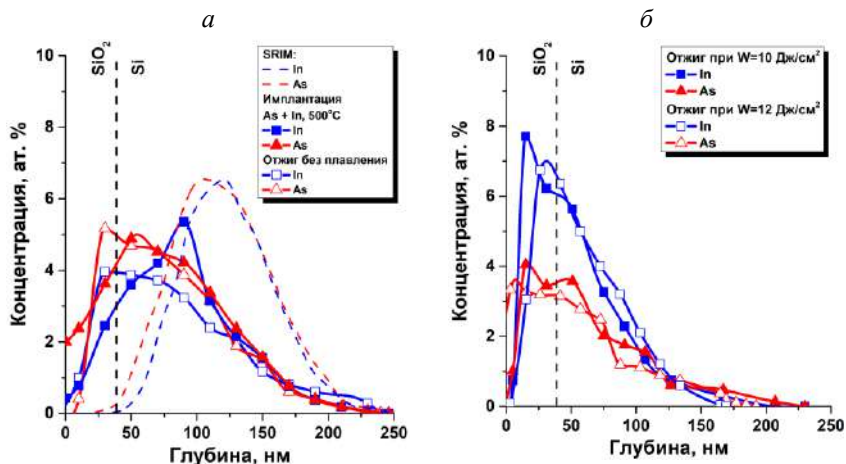 а
SiO2
Si
SRIM:
In
As
Имплантация
As + In, 500°C
In
As
Отжиг без плавления
In
As
Концентрация, ат. %
10
8
6
4
2
0
0 50 100 150 200 250
Глубина, нм
б
SiO2
Si
Отжиг при W=10 Дж/см²
In
As
Отжиг при W=12 Дж/см²
In
As
Концентрация, ат. %
10
8
6
4
2
0
0 50 100 150 200 250
Глубина, нм